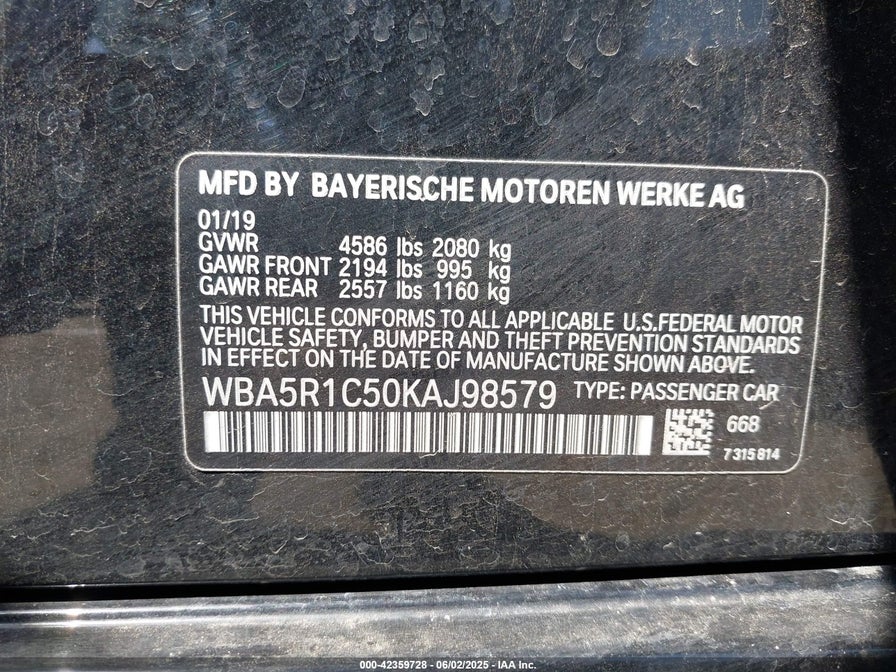 MFD BY BAYERISCHE MOTOREN WERKE AG
01/19
GVWR 4586 lbs 2080 kg
GAWR FRONT 2194 lbs 995 kg
GAWR REAR 2557 lbs 1160 kg
THIS VEHICLE CONFORMS TO ALL APPLICABLE U.S.FEDERAL MOTOR
VEHICLE SAFETY, BUMPER AND THEFT PREVENTION STANDARDS
IN EFFECT ON THE DATE OF MANUFACTURE SHOWN ABOVE.
WBA5R1C50KAJ98579 TYPE: PASSENGER CAR
668
7315814
000-42359728 - 06/02/2025 - IAA Inc.